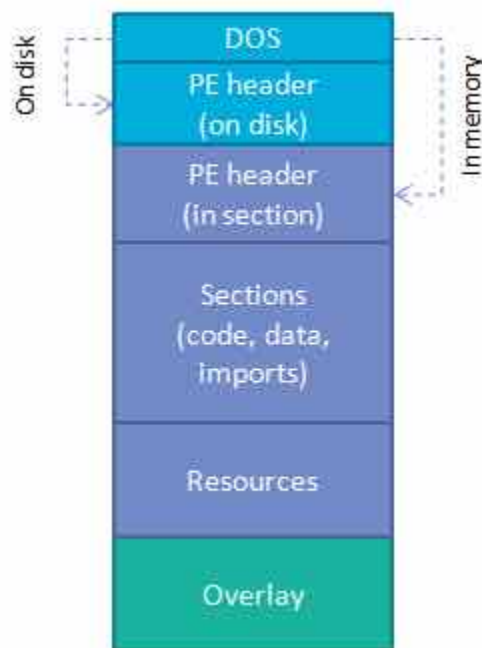 On disk
DOS
PE header
(on disk)
In memory
PE header
(in section)
Sections
(code, data,
imports)
Resources
Overlay